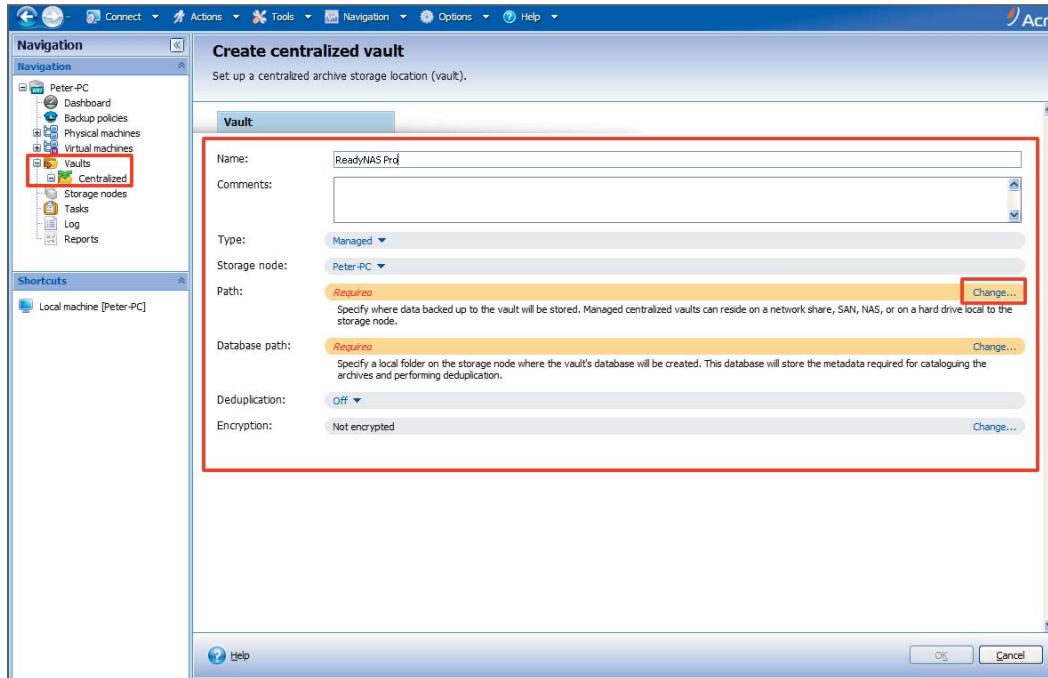 Connect Actions Tools Navigation Options Help
Acr
Navigation
Navigation
Peter-PC
Dashboard
Backup policies
Physical machines
Virtual machines
Vaults
Centralized
Storage nodes
Tasks
Log
Reports
Shortcuts
Local machine [Peter-PC]
Create centralized vault
Set up a centralized archive storage location (vault).
Vault
Name: ReadyNAS Pro
Comments:
Type: Managed
Storage node: Peter-PC
Path: Required Change...
Specify where data backed up to the vault will be stored. Managed centralized vaults can reside on a network share, SAN, NAS, or on a hard drive local to the
storage node.
Database path: Required Change...
Specify a local folder on the storage node where the vault's database will be created. This database will store the metadata required for cataloguing the
archives and performing deduplication.
Deduplication: Off
Encryption: Not encrypted Change...
Help OK Cancel